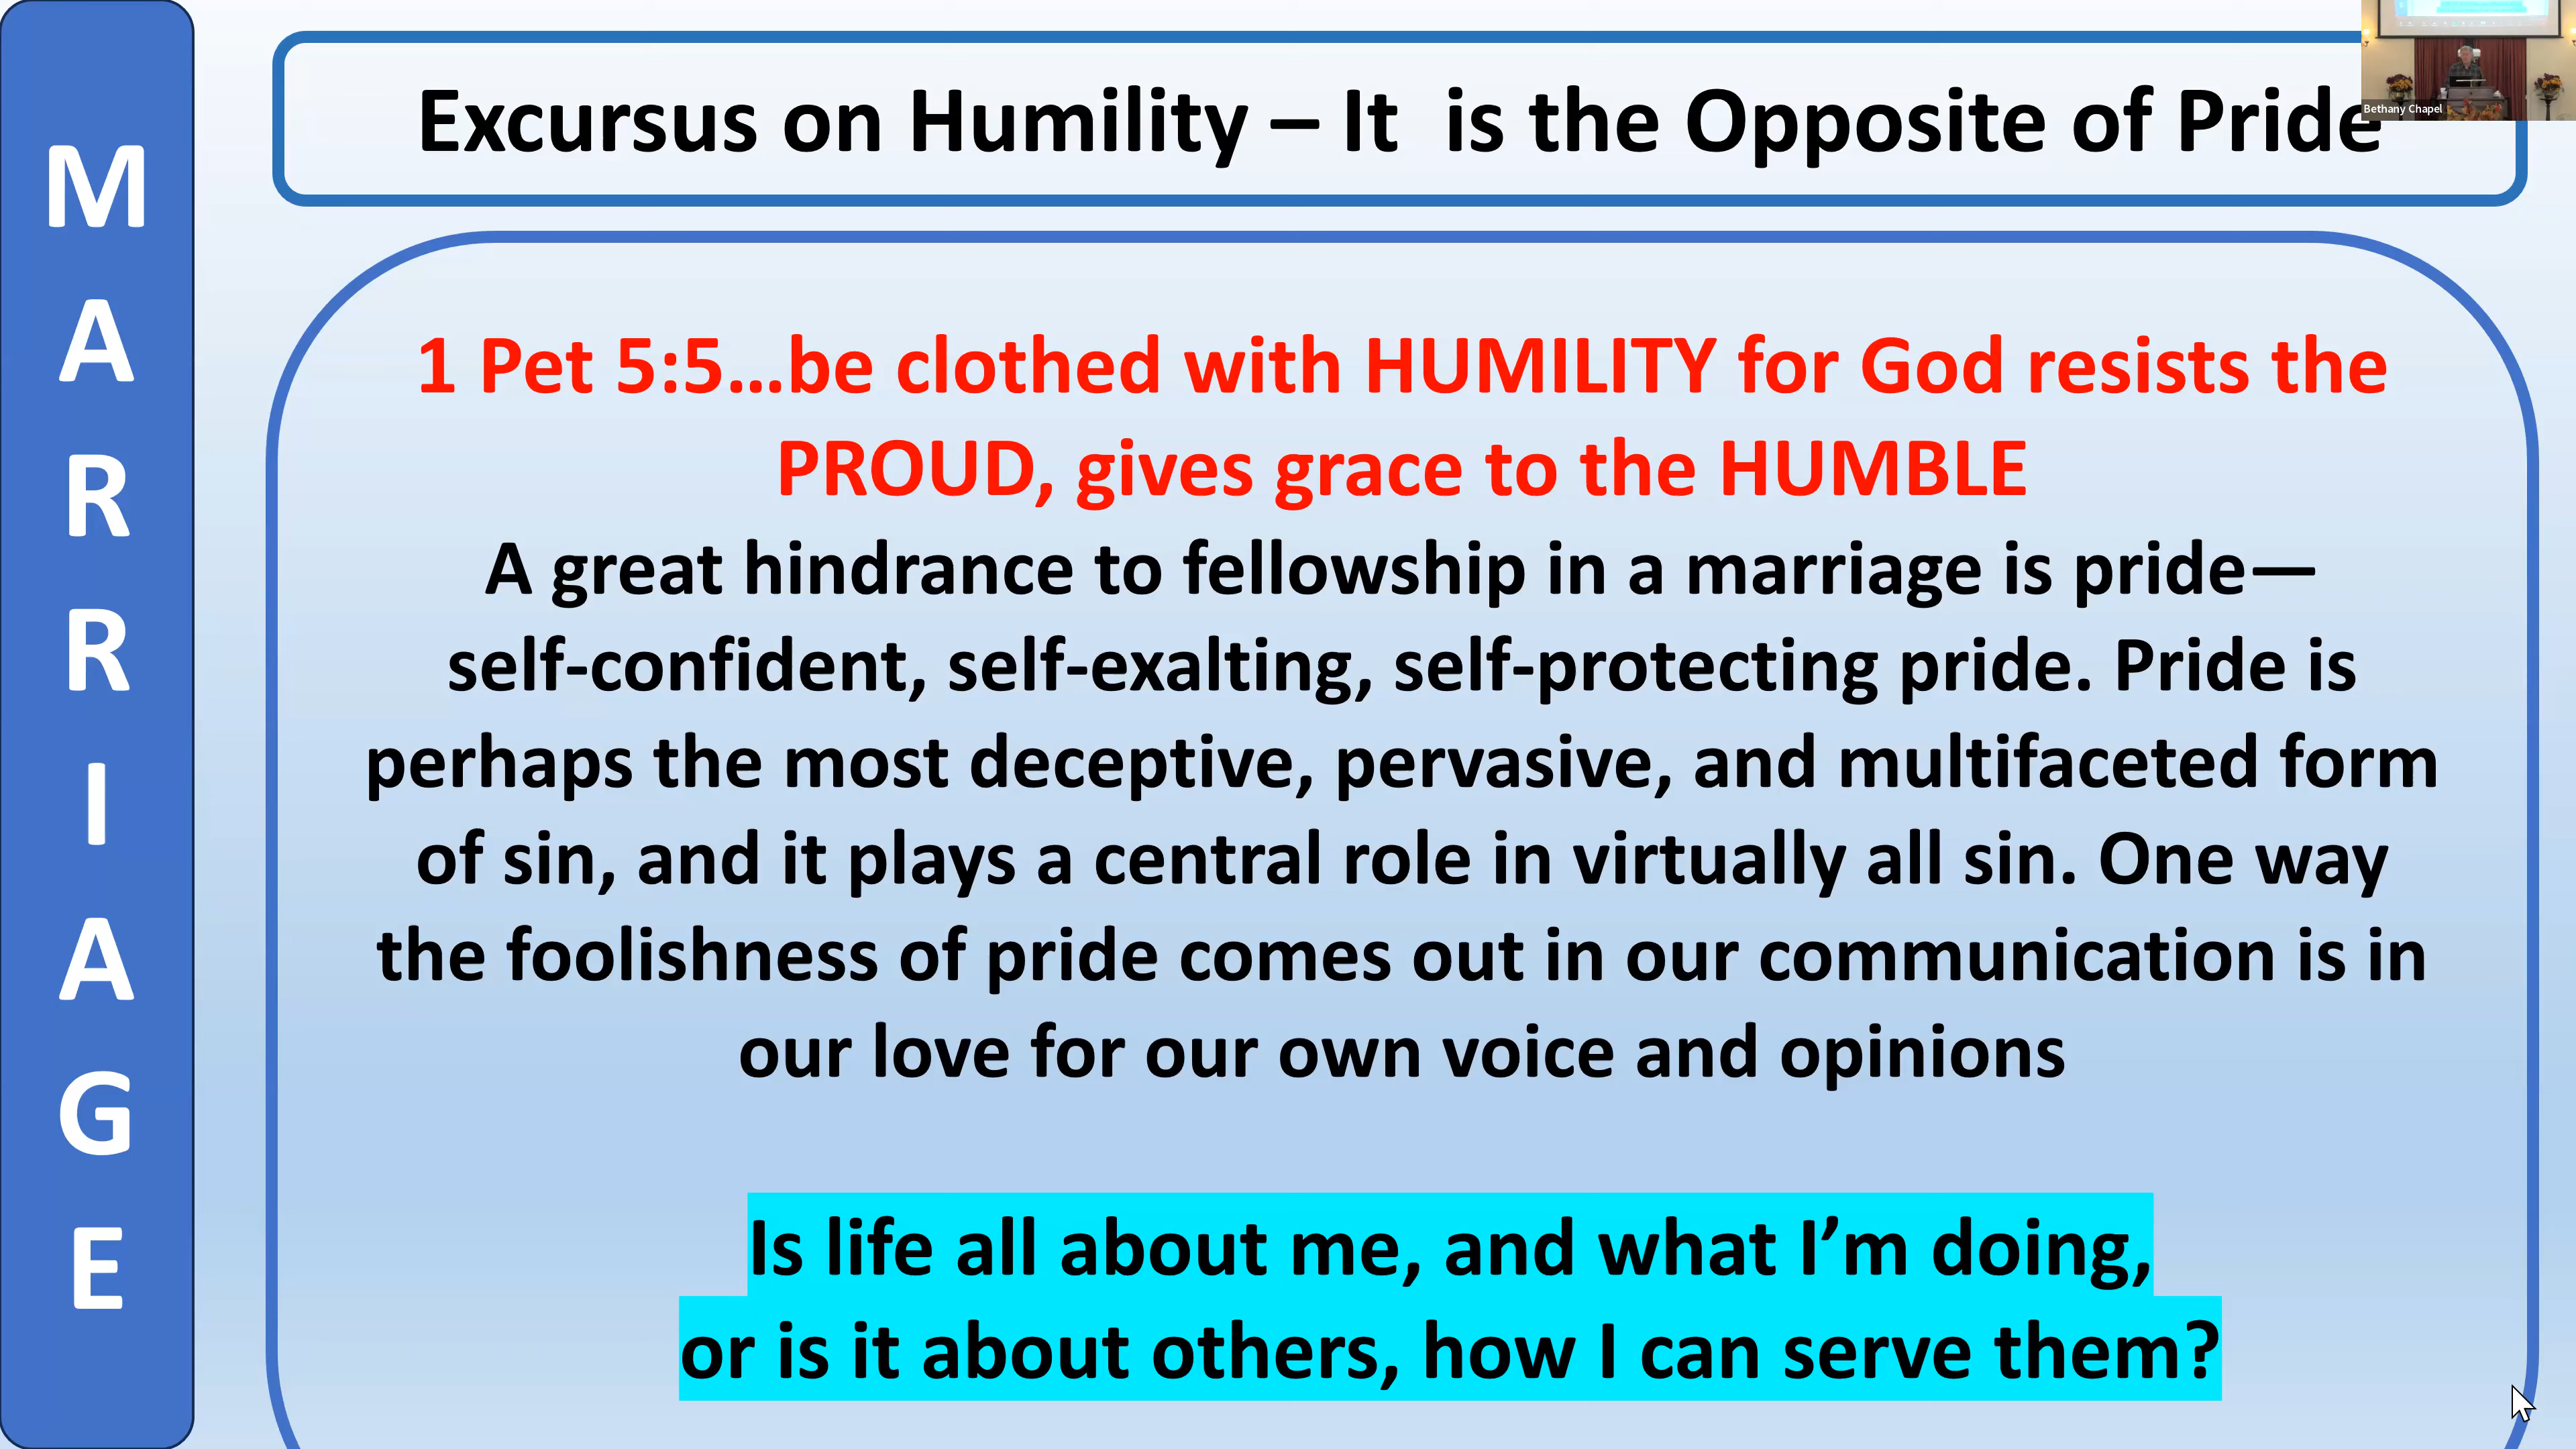 M
A
R
R
I
A
G
E
Excursus on Humility – It  is the Opposite of Pride
Bethany Chapel
1 Pet 5:5…be clothed with HUMILITY for God resists the
PROUD, gives grace to the HUMBLE
A great hindrance to fellowship in a marriage is pride—
self-confident, self-exalting, self-protecting pride. Pride is
perhaps the most deceptive, pervasive, and multifaceted form
of sin, and it plays a central role in virtually all sin. One way
the foolishness of pride comes out in our communication is in
our love for our own voice and opinions
Is life all about me, and what I’m doing,
or is it about others, how I can serve them?